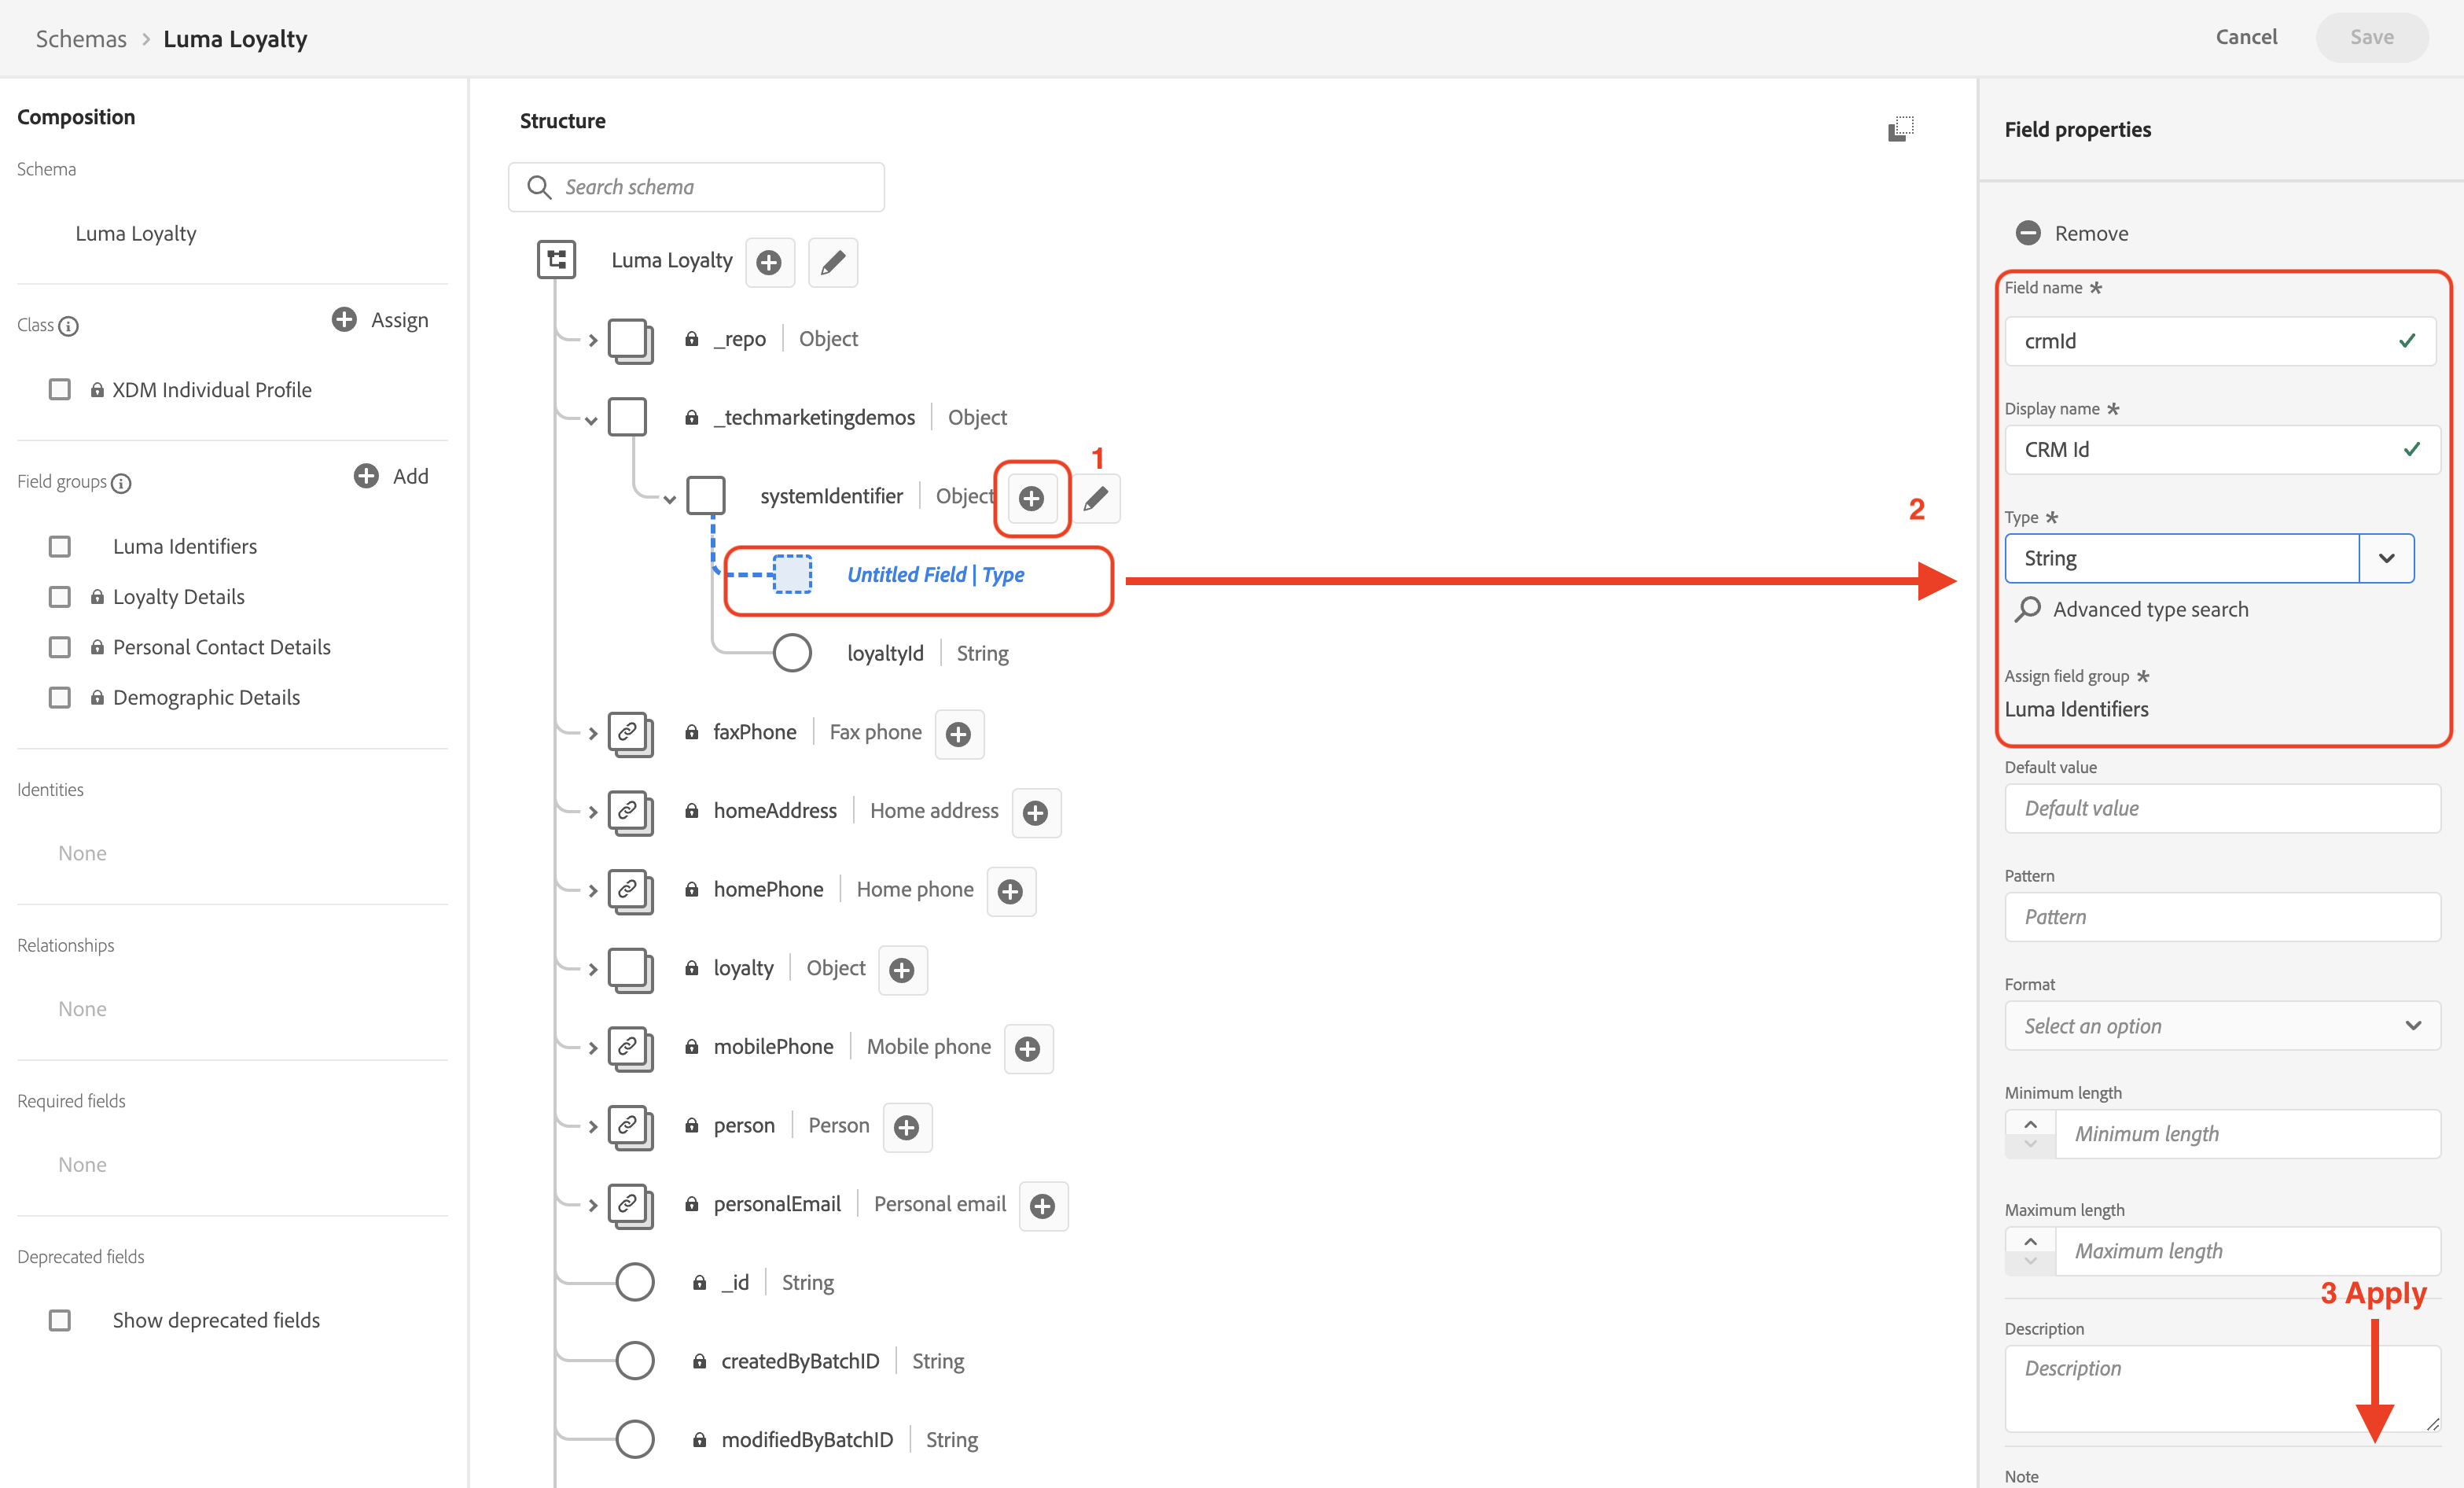 Schemas > Luma Loyalty
Cancel
Save
Composition
Schema
Luma Loyalty
Class
Assign
XDM Individual Profile
Field groups
Add
Luma Identifiers
Loyalty Details
Personal Contact Details
Demographic Details
Identities
None
Relationships
None
Required fields
None
Deprecated fields
Show deprecated fields
Structure
Search schema
Luma Loyalty
_repo | Object
_techmarketingdemos | Object
1
systemIdentifier | Object
2
Untitled Field | Type
loyaltyId | String
faxPhone | Fax phone
homeAddress | Home address
homePhone | Home phone
loyalty | Object
mobilePhone | Mobile phone
person | Person
personalEmail | Personal email
_id | String
createdByBatchID | String
modifiedByBatchID | String
Field properties
Remove
Field name *
crmId
Display name *
CRM Id
Type *
String
Advanced type search
Assign field group *
Luma Identifiers
Default value
Default value
Pattern
Pattern
Format
Select an option
Minimum length
Minimum length
Maximum length
Maximum length
3 Apply
Description
Description
Note